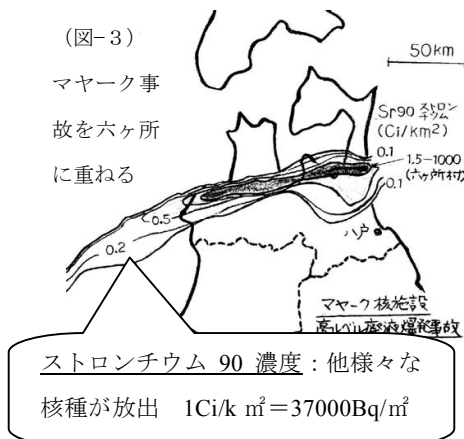 (図-3)
マヤーク事
故を六ヶ所
に重ねる
50km
Sr90 ストロンチウム
(Ci/km2)
0.1
1.5-1000
(六ヶ所村)
0.1
0.5
0.2
八戸
マヤーク核施設
高レベル廃液爆発事故
ストロンチウム 90 濃度：他様々な
核種が放出　1Ci/k ㎡＝37000Bq/㎡